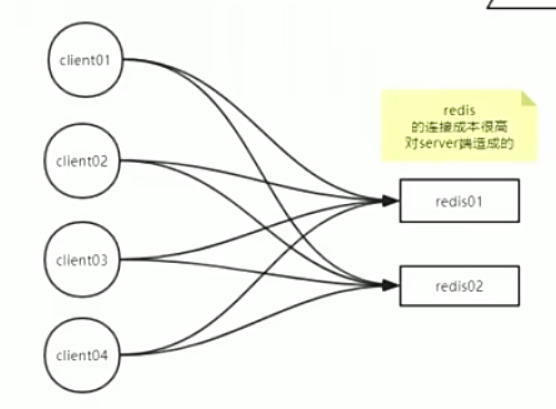 client01
client02
client03
client04
redis
的连接成本很高
对server端造成的
redis01
redis02